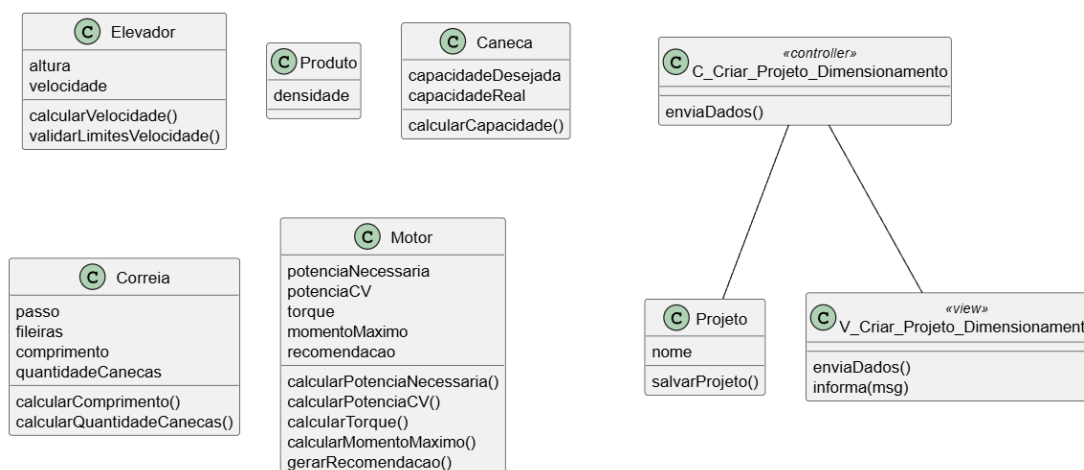 C Elevador
altura
velocidade
calcularVelocidade()
validarLimitesVelocidade()
C Produto
densidade
C Caneca
capacidadeDesejada
capacidadeReal
calcularCapacidade()
«controller»
C C_Criar_Projeto_Dimensionamento
enviaDados()
C Correia
passo
fileiras
comprimento
quantidadeCanecas
calcularComprimento()
calcularQuantidadeCanecas()
C Motor
potenciaNecessaria
potenciaCV
torque
momentoMaximo
recomendacao
calcularPotenciaNecessaria()
calcularPotenciaCV()
calcularTorque()
calcularMomentoMaximo()
gerarRecomendacao()
C Projeto
nome
salvarProjeto()
«view»
C V_Criar_Projeto_Dimensionament
enviaDados()
informa(msg)